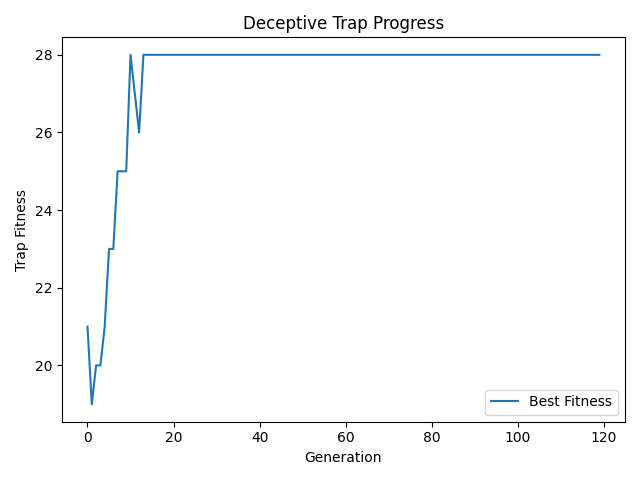 Deceptive Trap Progress
Trap Fitness
28
26
24
22
20
0 20 40 60 80 100 120
Generation
Best Fitness